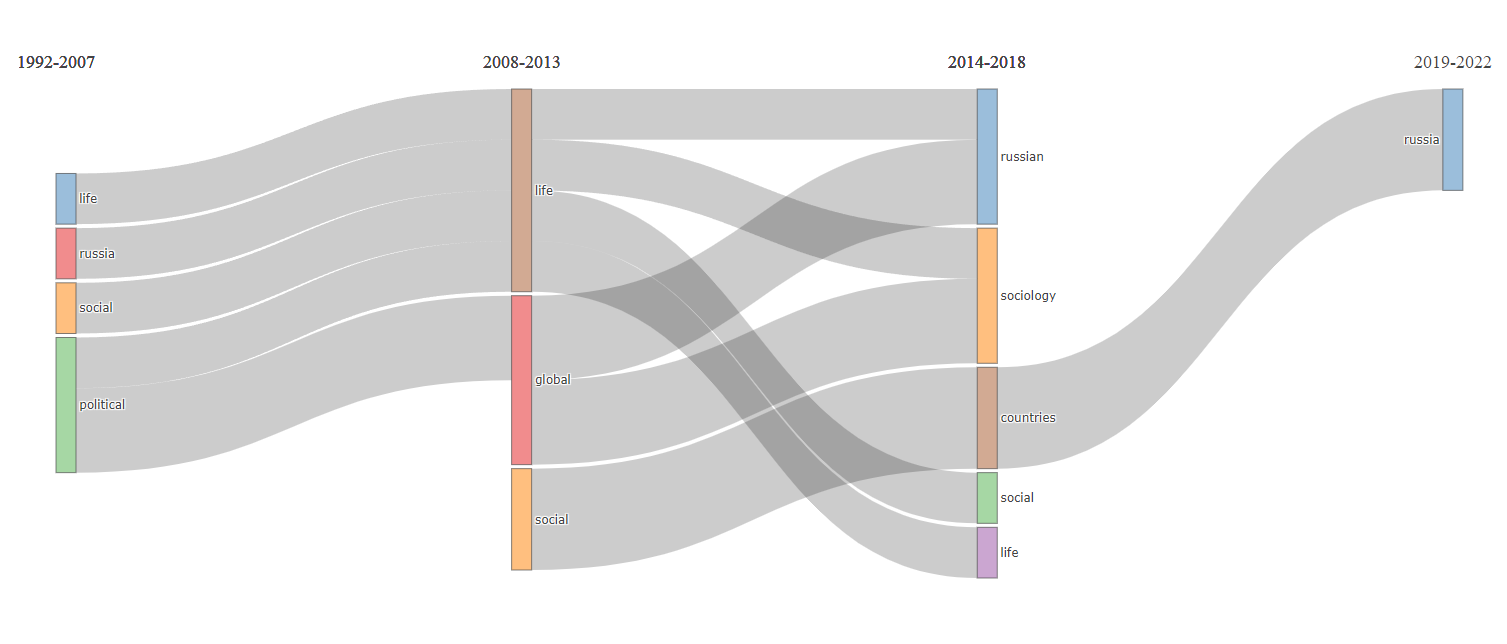 1992-2007
2008-2013
2014-2018
2019-2022
life
russia
social
political
life
global
social
russian
sociology
countries
social
life
russia